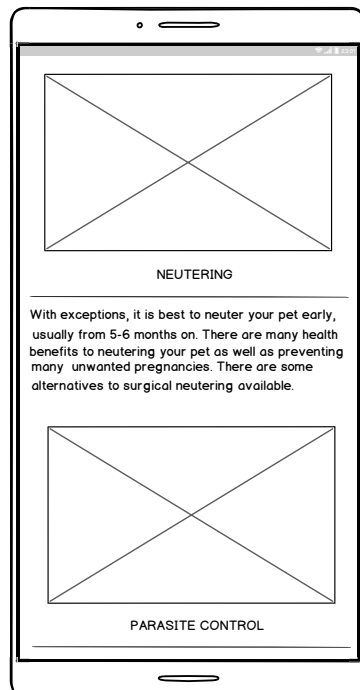 NEUTERING
With exceptions, it is best to neuter your pet early,
usually from 5-6 months on. There are many health
benefits to neutering your pet as well as preventing
many unwanted pregnancies. There are some
alternatives to surgical neutering available.
PARASITE CONTROL